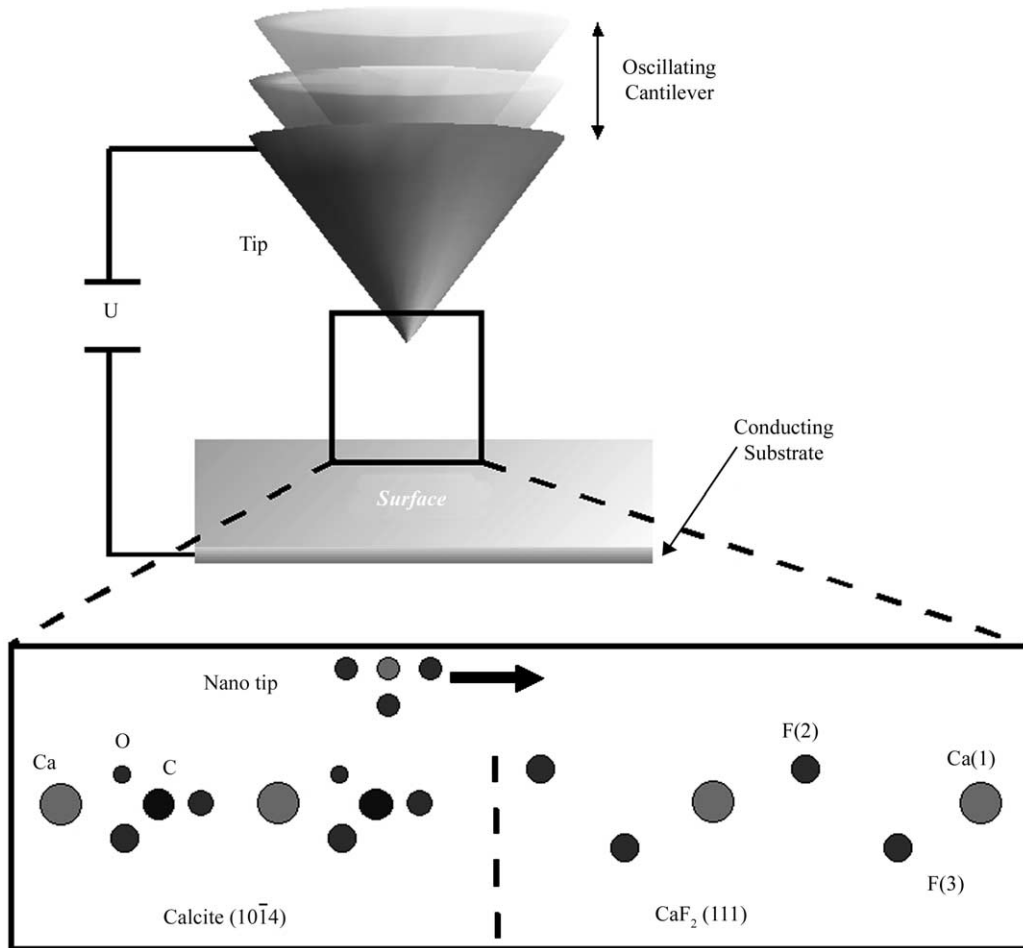 Oscillating
Cantilever
Tip
U
Conducting
Substrate
Surface
Nano tip
F(2)
O
Ca
C
Ca(1)
F(3)
Calcite (101̄4)
CaF₂ (111)